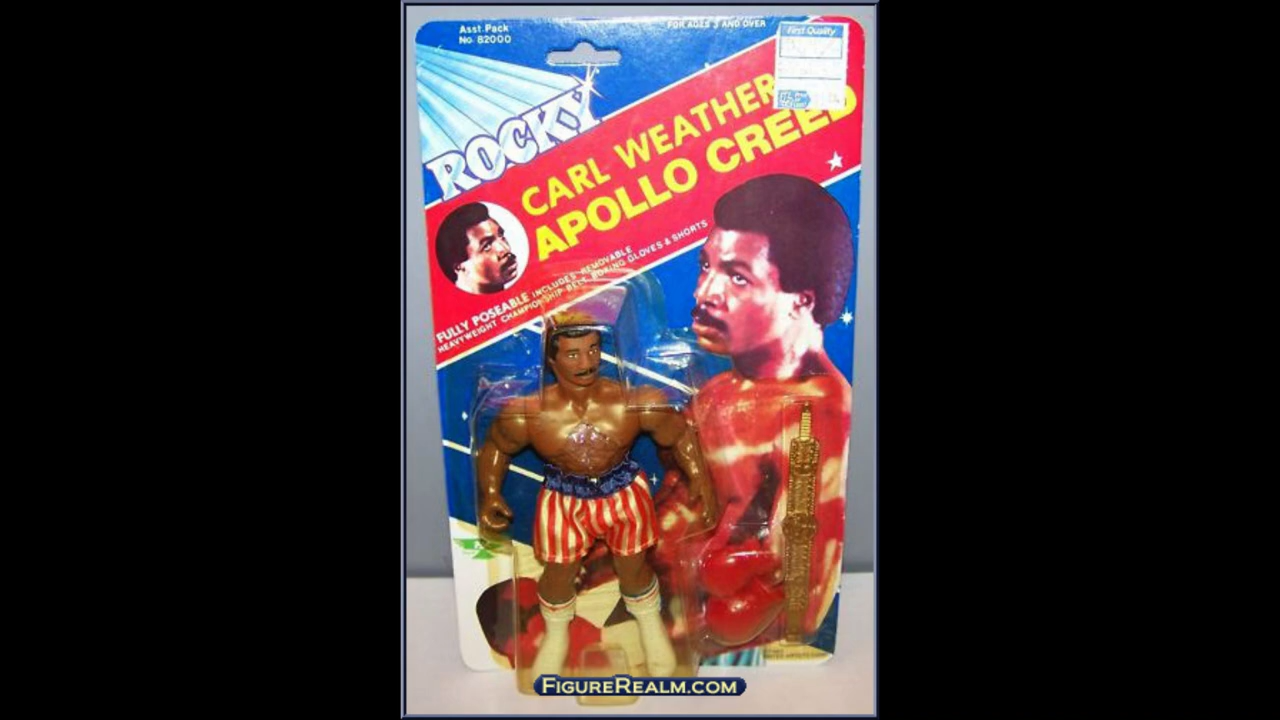 Asst. Pack
No. 82000
FOR AGES 3 AND OVER
First Quality
ROCKY
CARL WEATHER
APOLLO CREED
FULLY POSEABLE INCLUDES REMOVABLE
HEAVYWEIGHT CHAMPIONSHIP BELT, BOXING GLOVES & SHORTS
FIGUREREALM.COM